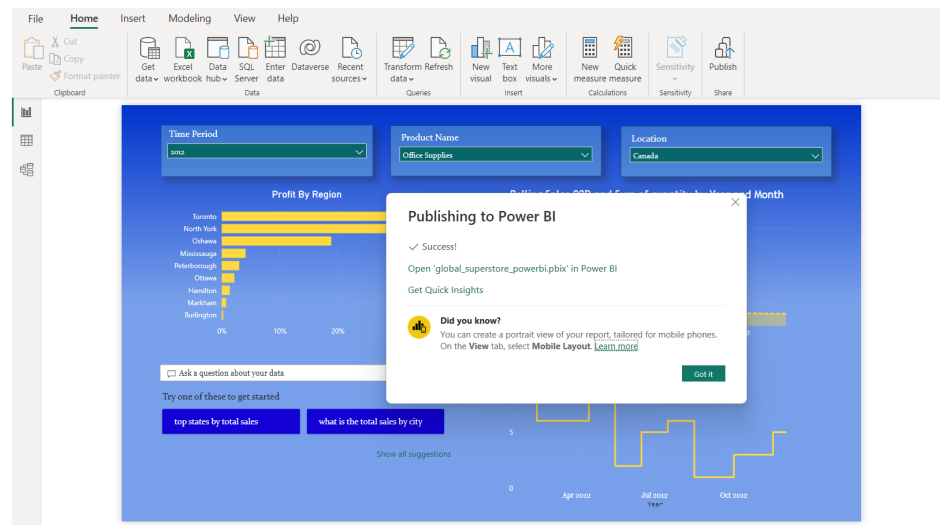 File Home Insert Modeling View Help
Paste
Cut
Copy
Format painter
Get data
Excel workbook
Data hub
SQL Server
Enter data
Dataverse
Recent sources
Transform data
Refresh
New visual
Text box
More visuals
New measure
Quick measure
Sensitivity
Publish
Clipboard Data Queries Insert Calculations Sensitivity Share
Time Period
2012
Product Name
Office Supplies
Location
Canada
Profit By Region
Toronto
North York
Oshawa
Mississauga
Peterborough
Ottawa
Hamilton
Markham
Burlington
0% 10% 20%
Publishing to Power BI
Success!
Open 'global_superstore_powerbi.pbix' in Power BI
Get Quick Insights
Did you know?
You can create a portrait view of your report, tailored for mobile phones.
On the View tab, select Mobile Layout. Learn more
Got it
Ask a question about your data
Try one of these to get started
top states by total sales
what is the total sales by city
Show all suggestions
5
0
Apr 2012 Jul 2012 Oct 2012
Year